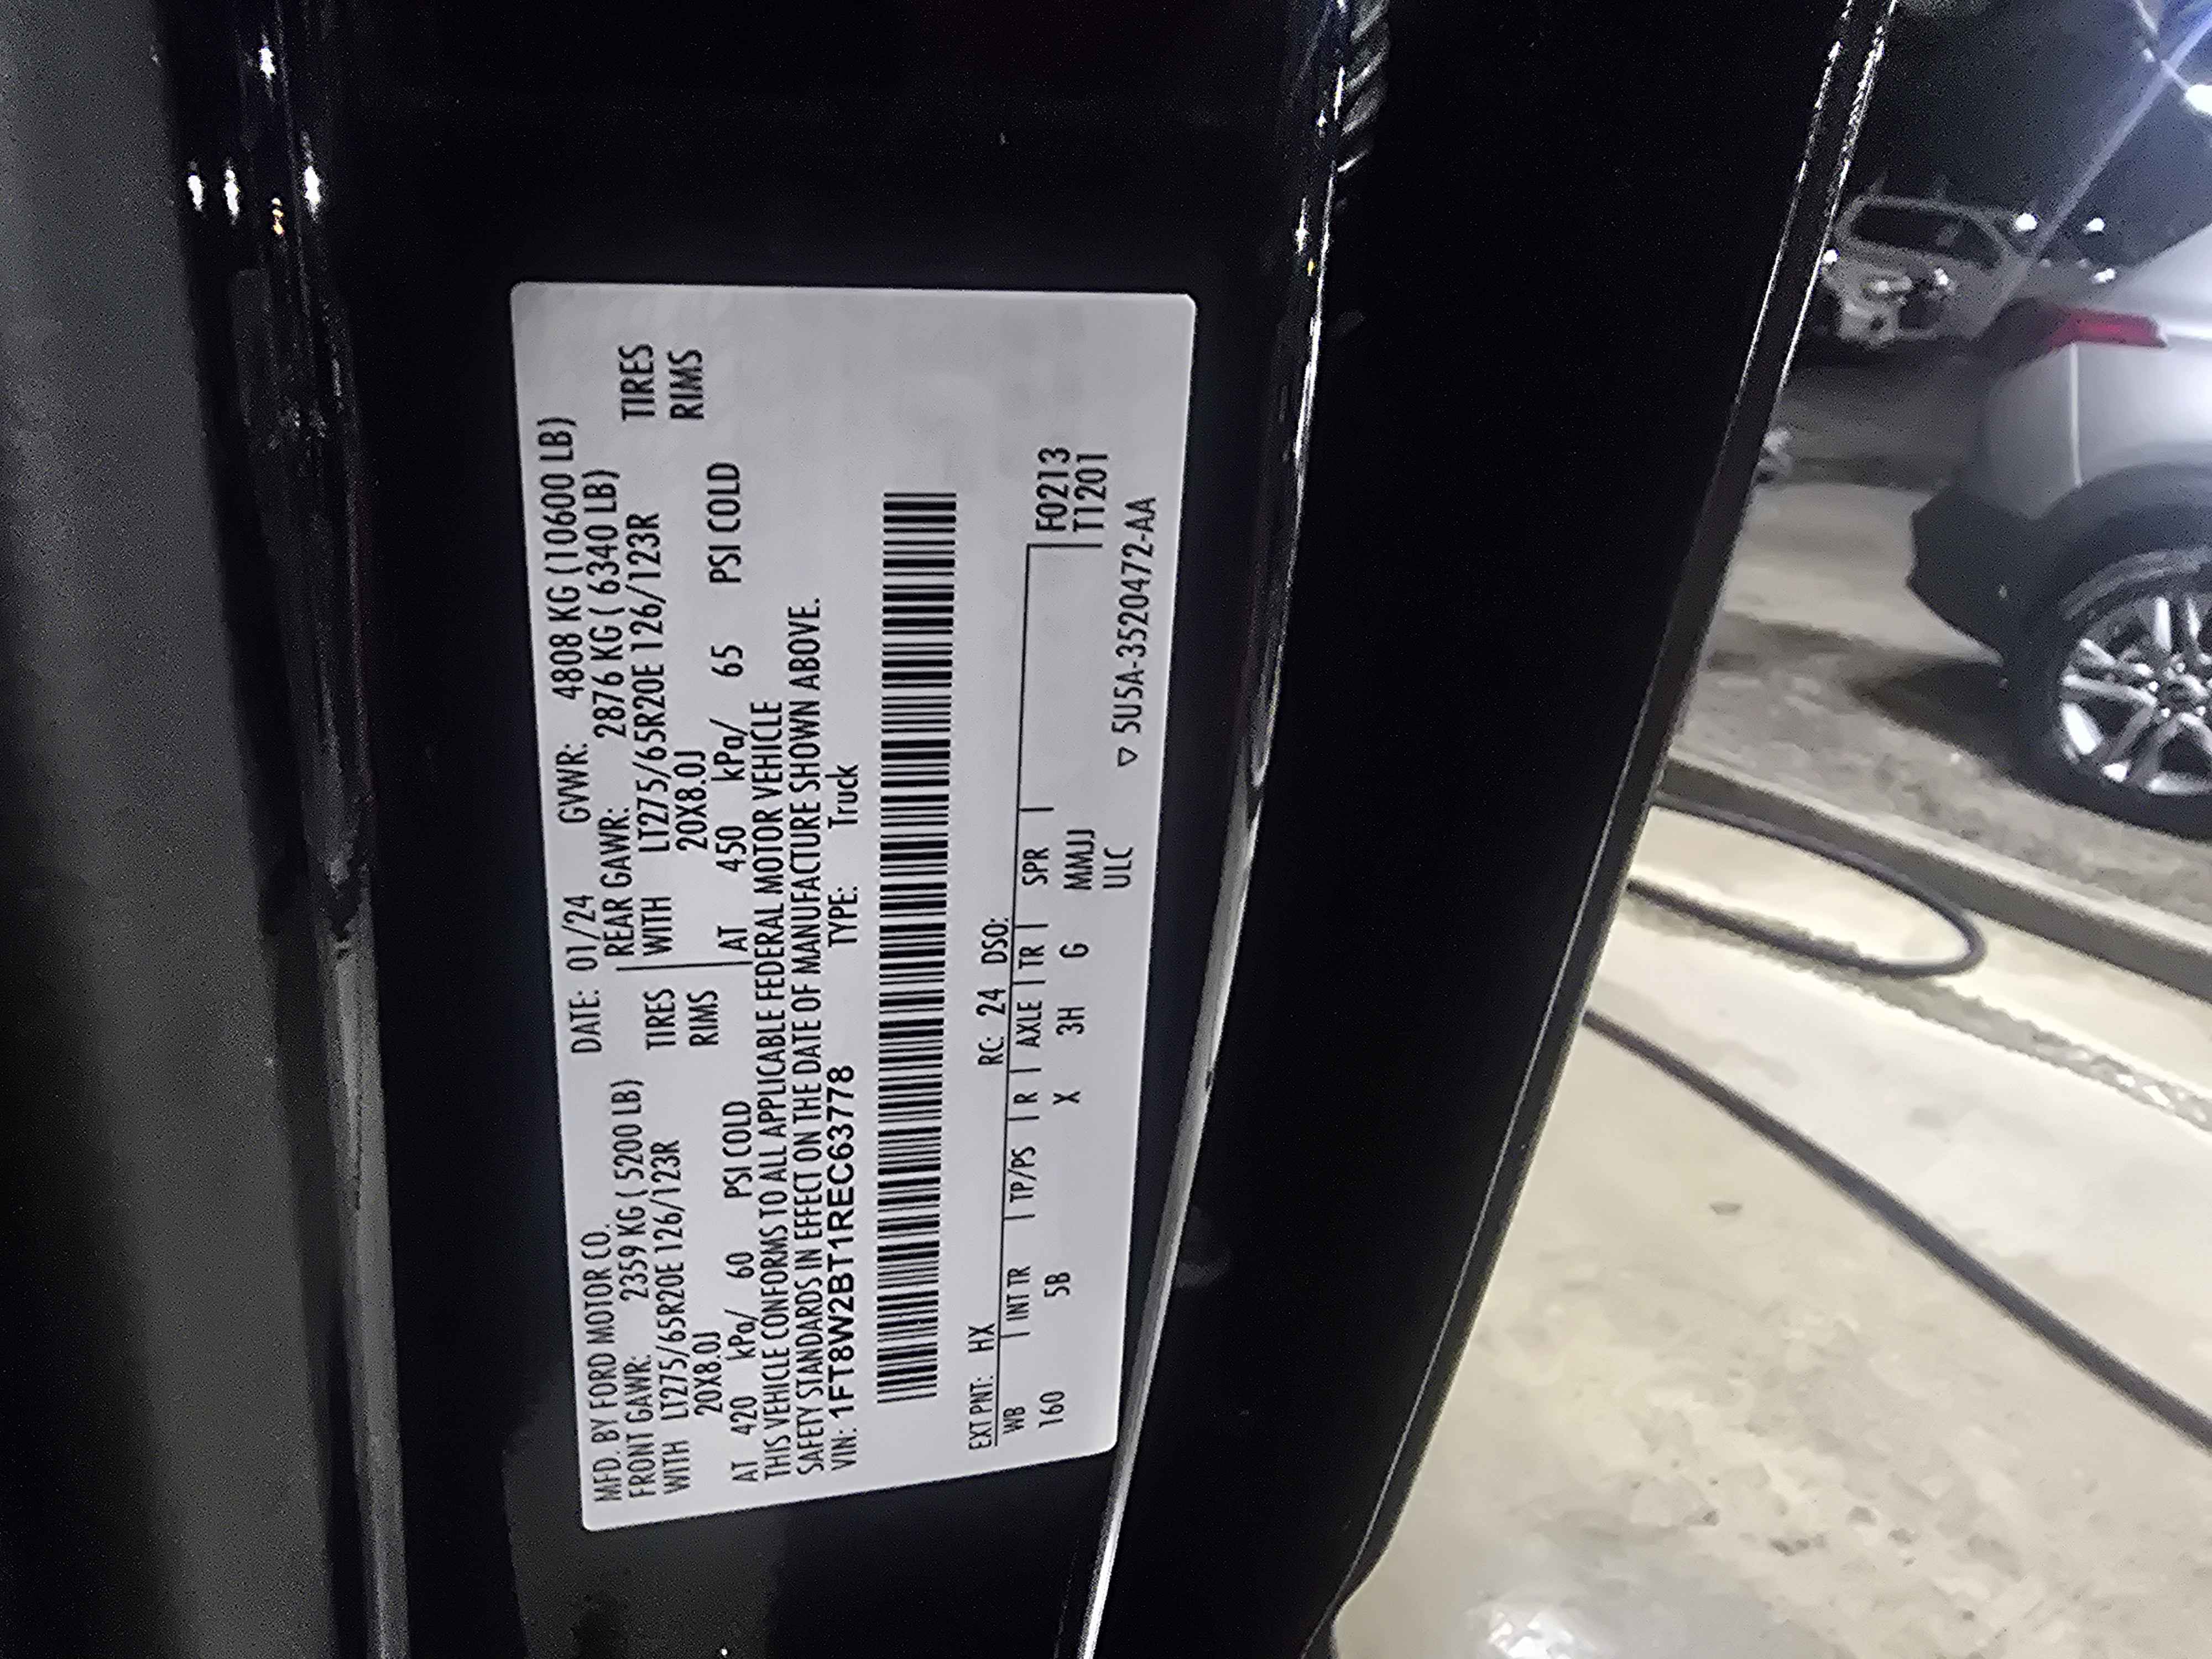 MFD. BY FORD MOTOR CO. DATE: 01/24 GVWR: 4808 KG (10600 LB)
FRONT GAWR: 2359 KG ( 5200 LB) REAR GAWR: 2876 KG ( 6340 LB)
WITH LT275/65R20E 126/123R TIRES WITH LT275/65R20E 126/123R TIRES
20X8.0J RIMS 20X8.0J RIMS
AT 420 kPa/ 60 PSI COLD AT 450 kPa/ 65 PSI COLD
THIS VEHICLE CONFORMS TO ALL APPLICABLE FEDERAL MOTOR VEHICLE
SAFETY STANDARDS IN EFFECT ON THE DATE OF MANUFACTURE SHOWN ABOVE.
VIN: 1FT8W2BT1REC63778 TYPE: Truck
EXT PNT: HX RC: 24 DSO:
WB | INT TR | TP/PS | R | AXLE | TR | SPR | F0213
160 5B X 3H G MMJJ T1201
ULC ▽ 5U5A-3520472-AA